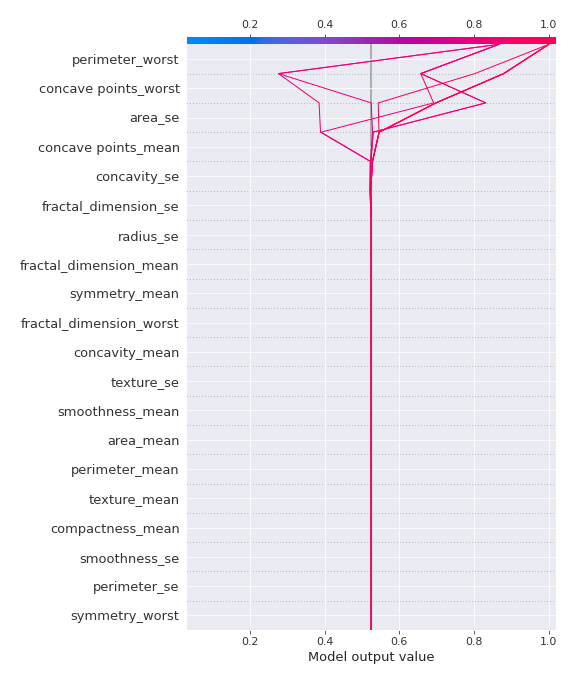 0.2 0.4 0.6 0.8 1.0
perimeter_worst
concave points_worst
area_se
concave points_mean
concavity_se
fractal_dimension_se
radius_se
fractal_dimension_mean
symmetry_mean
fractal_dimension_worst
concavity_mean
texture_se
smoothness_mean
area_mean
perimeter_mean
texture_mean
compactness_mean
smoothness_se
perimeter_se
symmetry_worst
0.2 0.4 0.6 0.8 1.0
Model output value